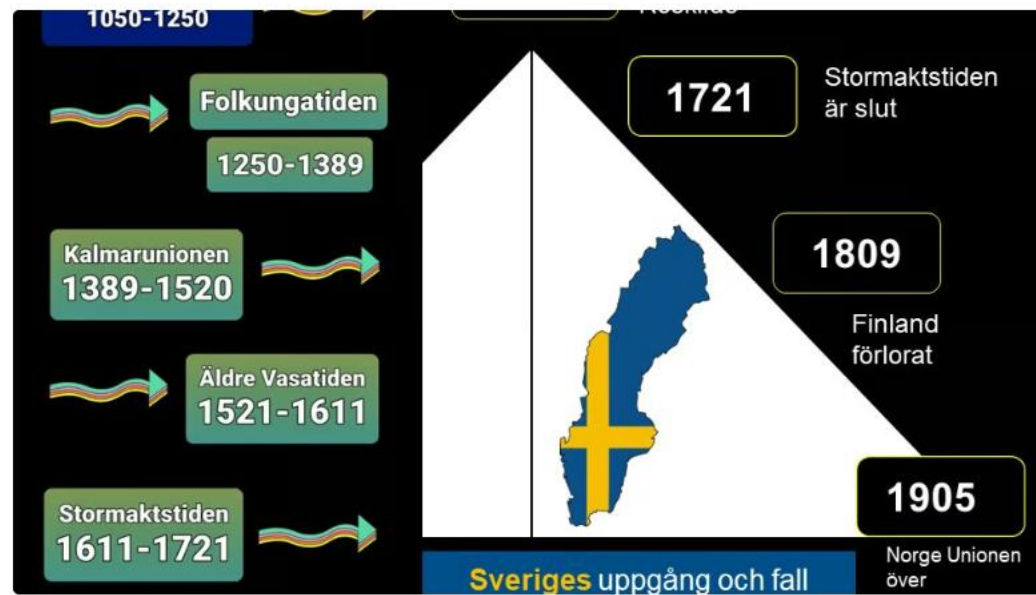 1050-1250
Folkungatiden
1250-1389
Kalmarunionen
1389-1520
Äldre Vasatiden
1521-1611
Stormaktstiden
1611-1721
1721
Stormaktstiden
är slut
1809
Finland
förlorat
1905
Norge Unionen
över
Sveriges uppgång och fall